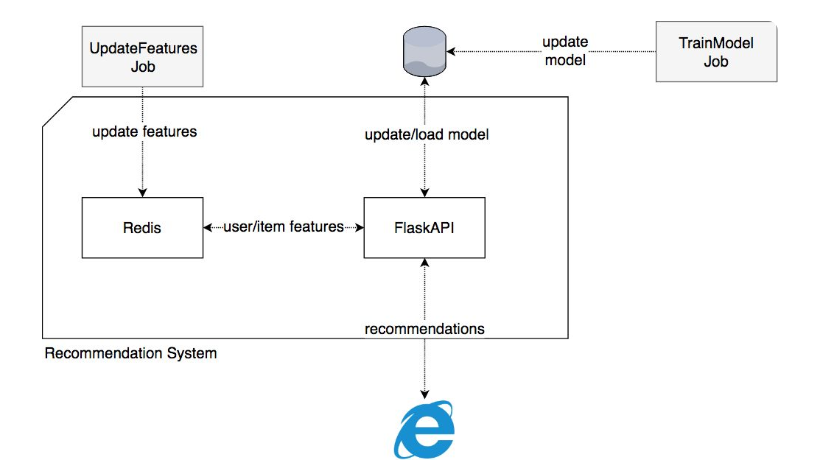 UpdateFeatures
Job
update
model
TrainModel
Job
update features
update/load model
Redis
user/item features
FlaskAPI
recommendations
Recommendation System